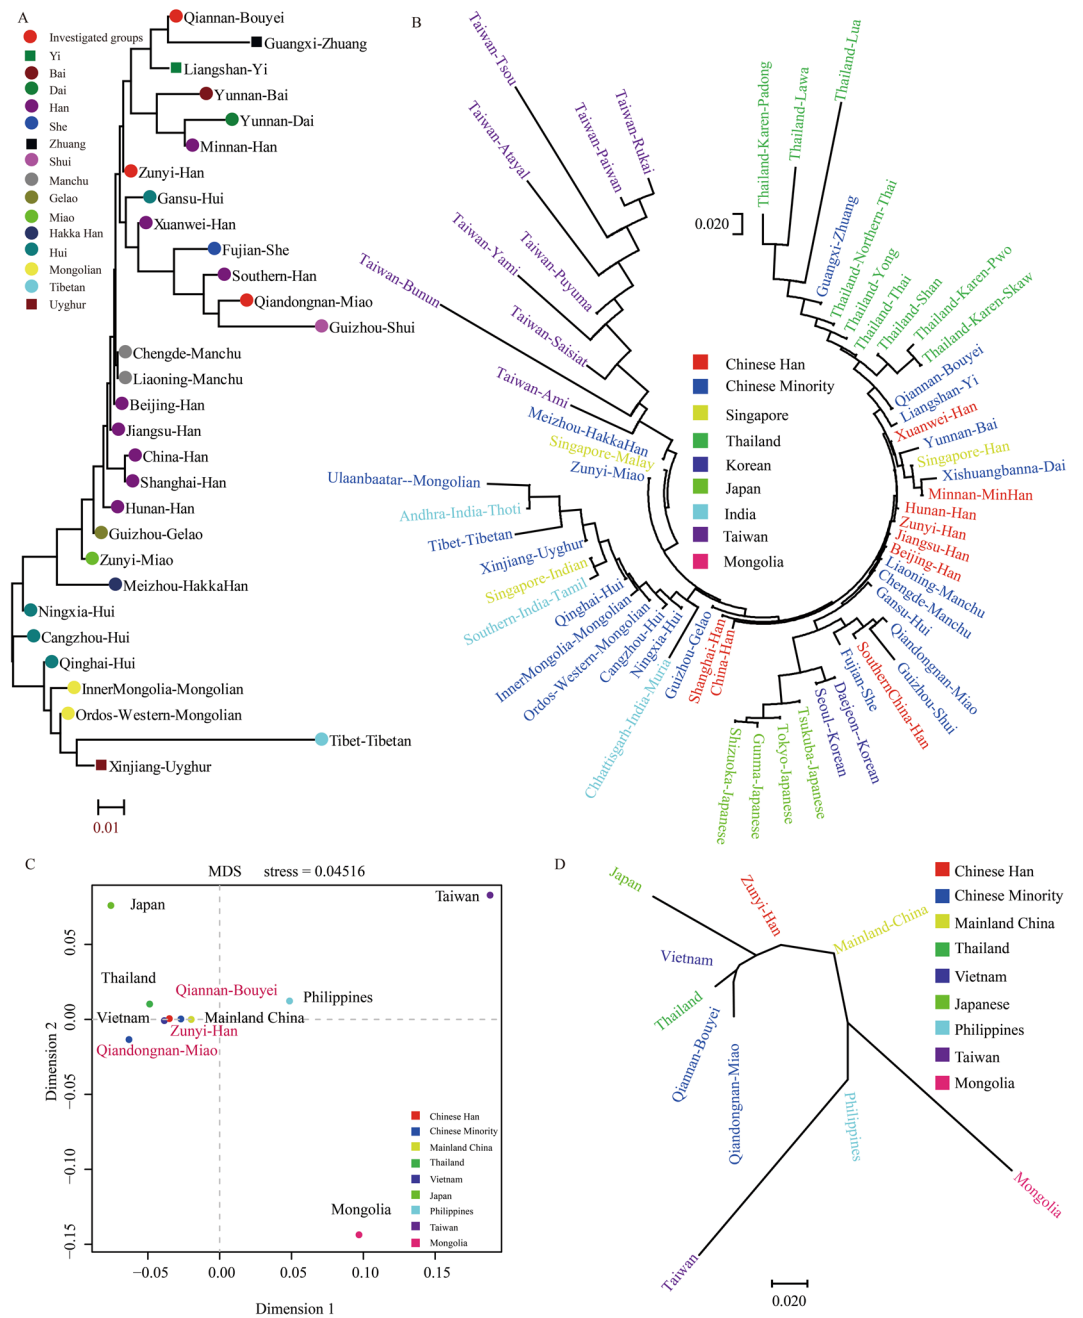 A
Investigated groups
Yi
Bai
Dai
Han
She
Zhuang
Shui
Manchu
Gelao
Miao
Hakka Han
Hui
Mongolian
Tibetan
Uyghur
Qiannan-Bouyei
Guangxi-Zhuang
Liangshan-Yi
Yunnan-Bai
Yunnan-Dai
Minnan-Han
Zunyi-Han
Gansu-Hui
Xuanwei-Han
Fujian-She
Southern-Han
Qiandongnan-Miao
Guizhou-Shui
Chengde-Manchu
Liaoning-Manchu
Beijing-Han
Jiangsu-Han
China-Han
Shanghai-Han
Hunan-Han
Guizhou-Gelao
Zunyi-Miao
Meizhou-HakkaHan
Ningxia-Hui
Cangzhou-Hui
Qinghai-Hui
InnerMongolia-Mongolian
Ordos-Western-Mongolian
Tibet-Tibetan
Xinjiang-Uyghur
0.01
B
Taiwan-Tsou
Taiwan-Rukai
Taiwan-Paiwan
Taiwan-Atayal
Taiwan-Puyuma
Taiwan-Yami
Taiwan-Bunun
Taiwan-Saisiat
Taiwan-Ami
Meizhou-HakkaHan
Singapore-Malay
Zunyi-Miao
Ulaanbaatar--Mongolian
Andhra-India-Thoti
Tibet-Tibetan
Xinjiang-Uyghur
Singapore-Indian
Southern-India-Tamil
Qinghai-Hui
InnerMongolia-Mongolian
Ordos-Western-Mongolian
Cangzhou-Hui
Ningxia-Hui
Chhattisgarh-India-Muria
Guizhou-Gelao
Shanghai-Han
China-Han
Shizuoka-Japanese
Gunma-Japanese
Tokyo-Japanese
Tsukuba-Japanese
Seoul--Korean
Daejeon--Korean
Fujian-She
SouthernChina-Han
Guizhou-Shui
Qiandongnan-Miao
Gansu-Hui
Chengde-Manchu
Liaoning-Manchu
Beijing-Han
Jiangsu-Han
Zunyi-Han
Hunan-Han
Minnan-MinHan
Xishuangbanna-Dai
Singapore-Han
Yunnan-Bai
Xuanwei-Han
Liangshan-Yi
Qiannan-Bouyei
Thailand-Karen-Skaw
Thailand-Karen-Pwo
Thailand-Shan
Thailand-Thai
Thailand-Yong
Thailand-Northern-Thai
Guangxi-Zhuang
Thailand-Lua
Thailand-Lawa
Thailand-Karen-Padong
0.020
Chinese Han
Chinese Minority
Singapore
Thailand
Korean
Japan
India
Taiwan
Mongolia
C
MDS stress = 0.04516
Taiwan
Japan
Thailand
Qiannan-Bouyei
Philippines
Vietnam
Mainland China
Zunyi-Han
Qiandongnan-Miao
Mongolia
Chinese Han
Chinese Minority
Mainland China
Thailand
Vietnam
Japan
Philippines
Taiwan
Mongolia
Dimension 2
0.05
0.00
−0.05
−0.10
−0.15
−0.05
0.00
0.05
0.10
0.15
Dimension 1
D
Japan
Zunyi-Han
Mainland-China
Vietnam
Thailand
Qiannan-Bouyei
Qiandongnan-Miao
Philippines
Mongolia
Taiwan
0.020
Chinese Han
Chinese Minority
Mainland China
Thailand
Vietnam
Japanese
Philippines
Taiwan
Mongolia